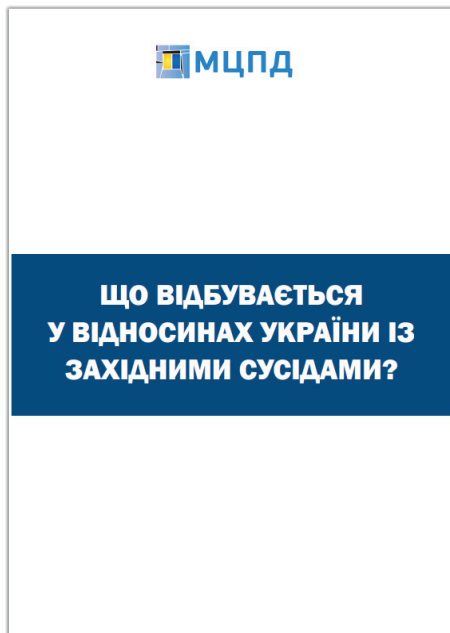 МЦПД
ЩО ВІДБУВАЄТЬСЯ
У ВІДНОСИНАХ УКРАЇНИ ІЗ
ЗАХІДНИМИ СУСІДАМИ?